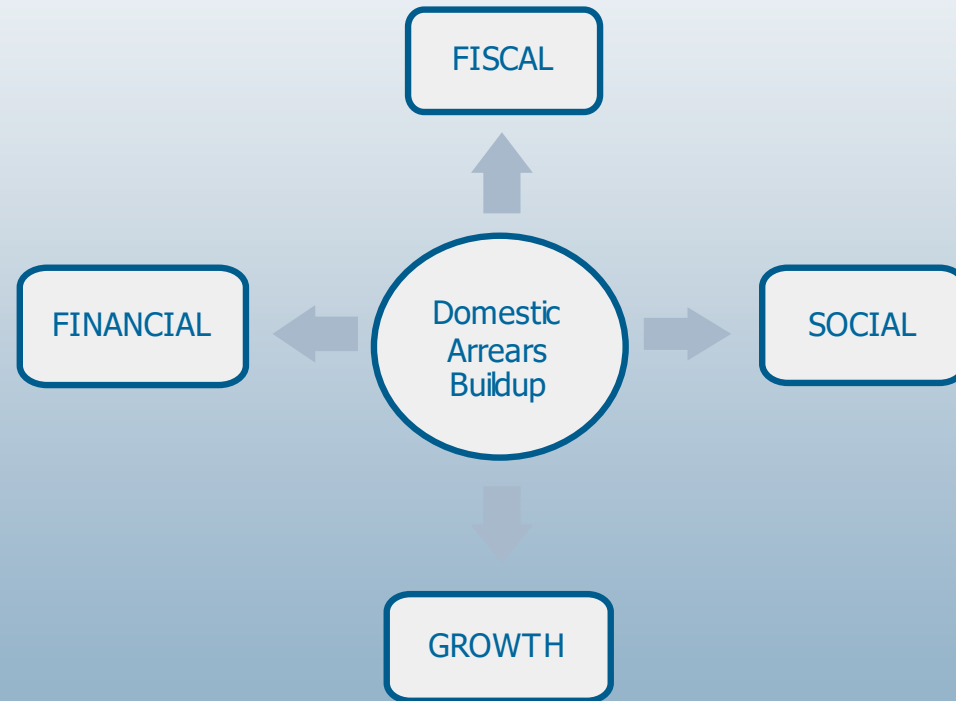 FISCAL
FINANCIAL
Domestic
Arrears
Buildup
SOCIAL
GROWTH